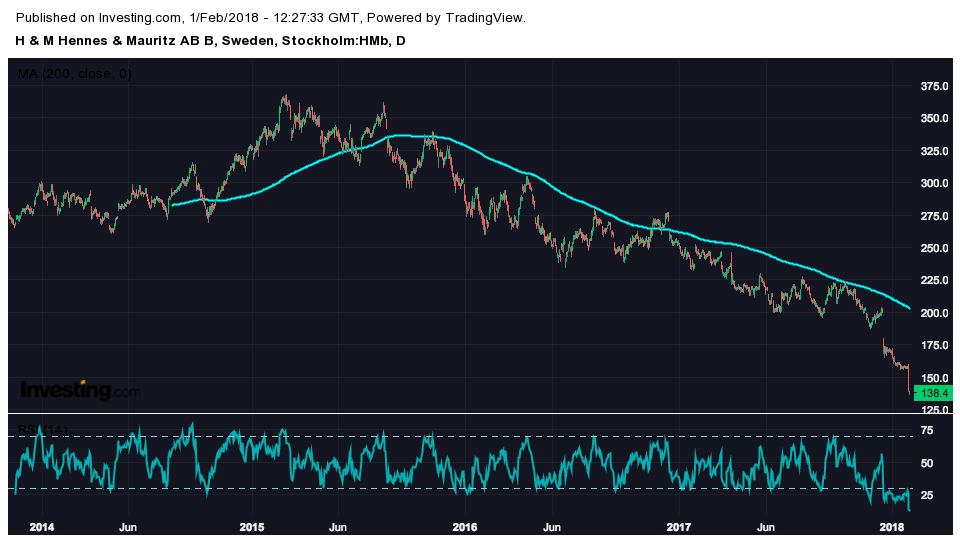 Published on Investing.com, 1/Feb/2018 - 12:27:33 GMT, Powered by TradingView.
H & M Hennes & Mauritz AB B, Sweden, Stockholm:HMb, D
MA (200, close, 0)
375.0
350.0
325.0
300.0
275.0
250.0
225.0
200.0
175.0
150.0
138.4
125.0
Investing.com
RSI (14)
75
50
25
2014 Jun 2015 Jun 2016 Jun 2017 Jun 2018